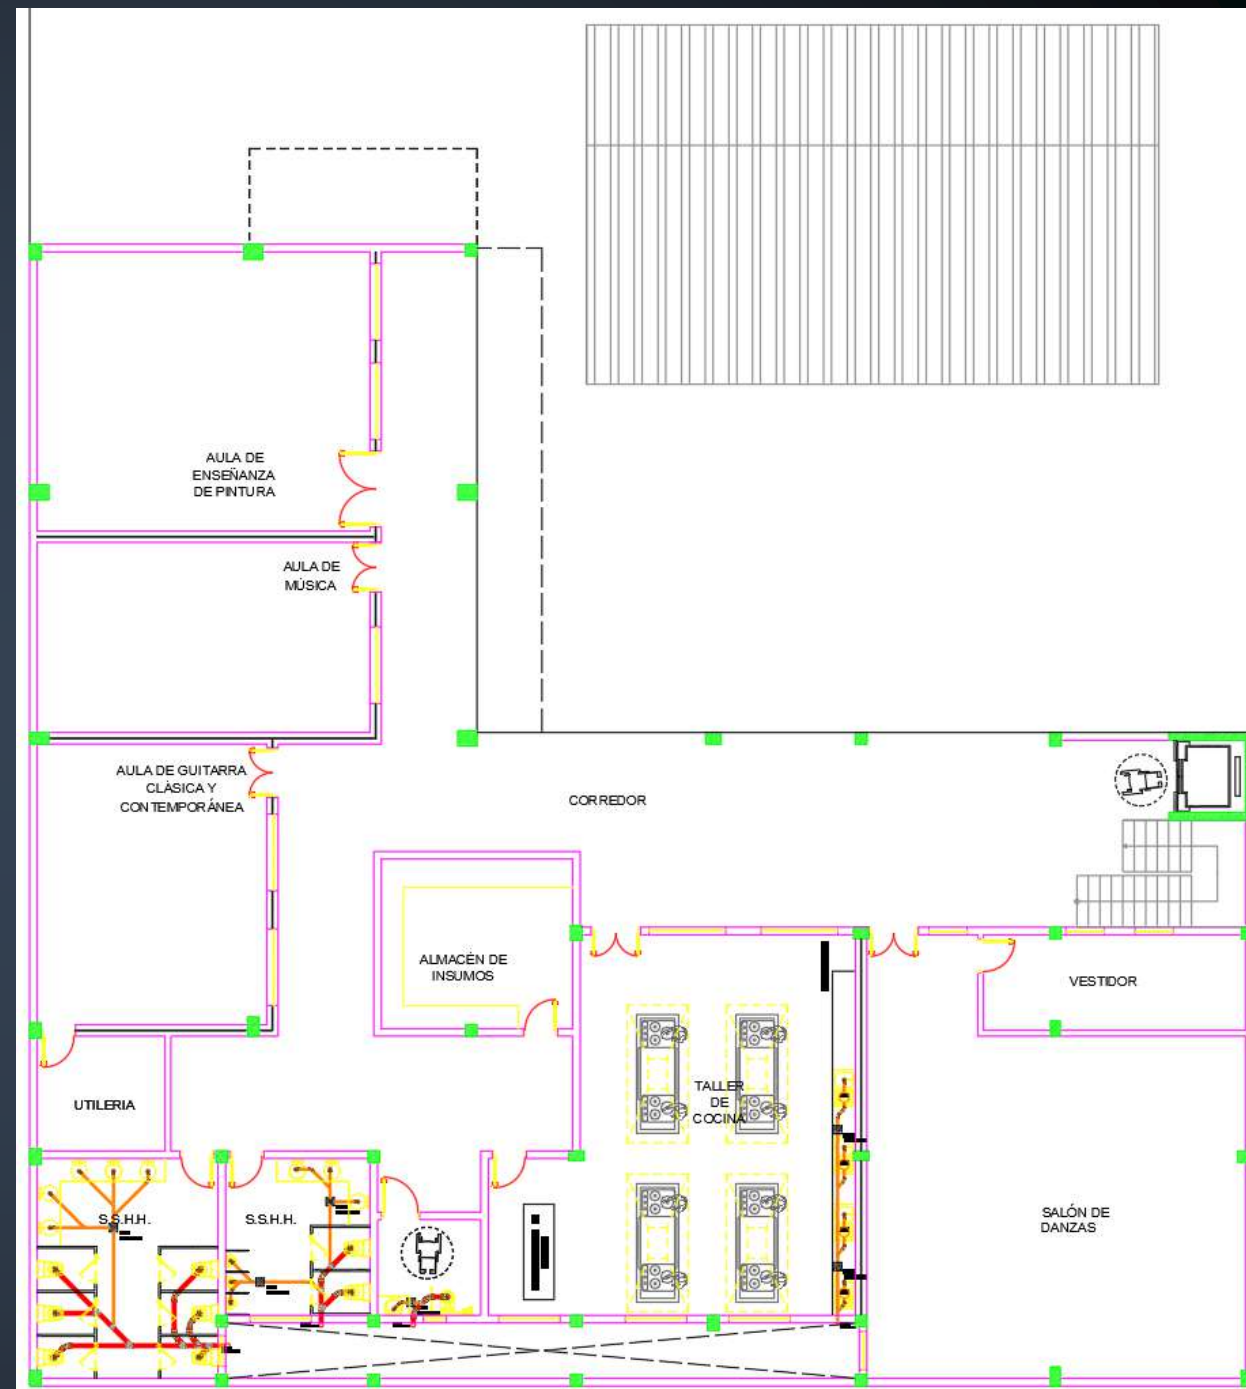 AULA DE
ENSEÑANZA
DE PINTURA
AULA DE
MÚSICA
AULA DE GUITARRA
CLÁSICA Y
CONTEMPORÁNEA
CORREDOR
ALMACÉN DE
INSUMOS
VESTIDOR
TALLER
DE
COCINA
UTILERIA
S.S.H.H.
S.S.H.H.
SALÓN DE
DANZAS